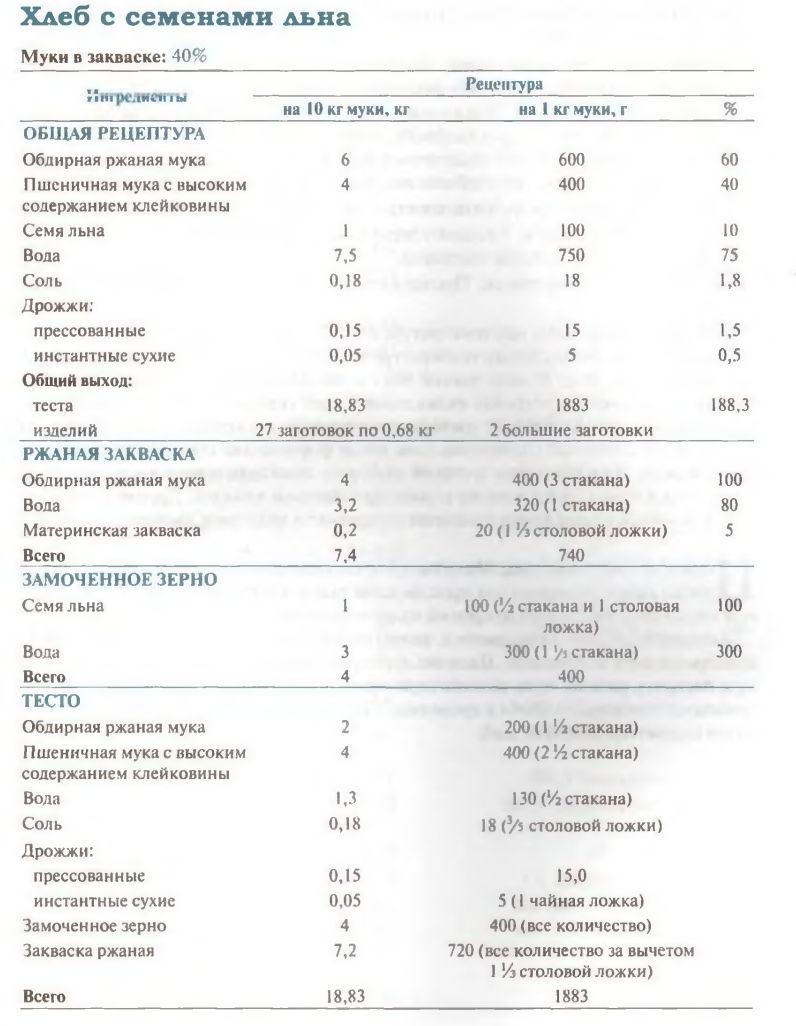 Хлеб с семенами льна
Муки в закваске: 40%
Ингредиенты Рецептура
на 10 кг муки, кг на 1 кг муки, г %
ОБЩАЯ РЕЦЕПТУРА
Обдирная ржаная мука 6 600 60
Пшеничная мука с высоким 4 400 40
содержанием клейковины
Семя льна 1 100 10
Вода 7,5 750 75
Соль 0,18 18 1,8
Дрожжи:
прессованные 0,15 15 1,5
инстантные сухие 0,05 5 0,5
Общий выход:
теста 18,83 1883 188,3
изделий 27 заготовок по 0,68 кг 2 большие заготовки
РЖАНАЯ ЗАКВАСКА
Обдирная ржаная мука 4 400 (3 стакана) 100
Вода 3,2 320 (1 стакана) 80
Материнская закваска 0,2 20 (1 ⅓ столовой ложки) 5
Всего 7,4 740
ЗАМОЧЕННОЕ ЗЕРНО
Семя льна 1 100 (½ стакана и 1 столовая 100
ложка)
Вода 3 300 (1 ⅕ стакана) 300
Всего 4 400
ТЕСТО
Обдирная ржаная мука 2 200 (1 ½ стакана)
Пшеничная мука с высоким 4 400 (2 ½ стакана)
содержанием клейковины
Вода 1,3 130 (½ стакана)
Соль 0,18 18 (⅗ столовой ложки)
Дрожжи:
прессованные 0,15 15,0
инстантные сухие 0,05 5 (1 чайная ложка)
Замоченное зерно 4 400 (все количество)
Закваска ржаная 7,2 720 (все количество за вычетом
1 ⅓ столовой ложки)
Всего 18,83 1883